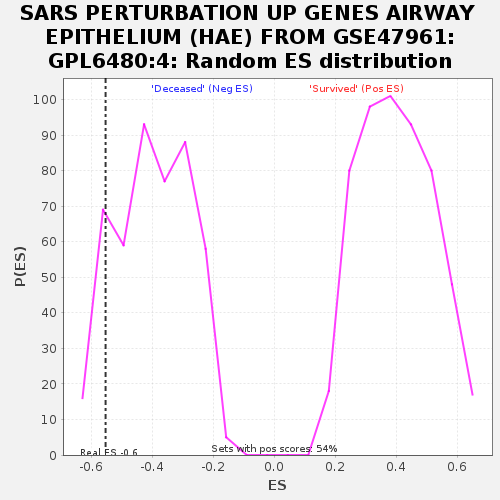 SARS PERTURBATION UP GENES AIRWAY
EPITHELIUM (HAE) FROM GSE47961:
GPL6480:4: Random ES distribution
'Deceased' (Neg ES)
'Survived' (Pos ES)
100
90
80
70
60
50
40
30
20
10
0
P(ES)
Real ES -0.6
Sets with pos scores: 54%
-0.6
-0.4
-0.2
0.0
0.2
0.4
0.6
ES